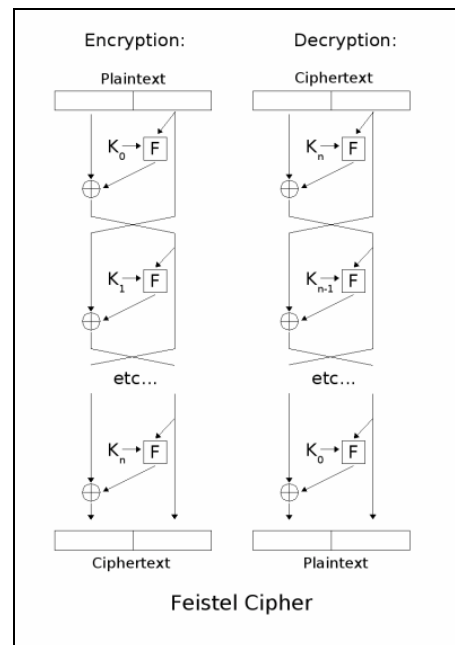 Encryption: Decryption:
Plaintext Ciphertext
K0 F Kn F
K1 F Kn-1 F
etc... etc...
Kn F K0 F
Ciphertext Plaintext
Feistel Cipher